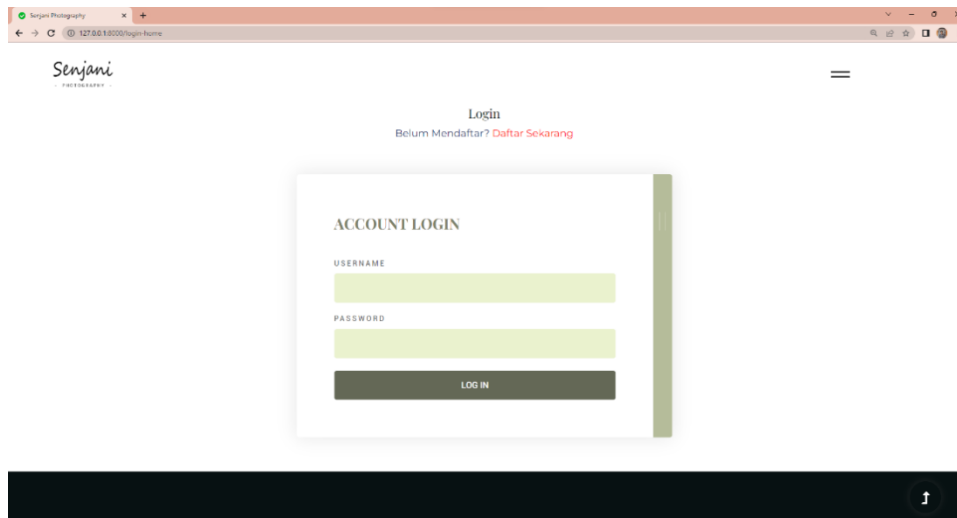 Senjani Photography
127.0.0.1:8000/login-home
Senjani
- PHOTOGRAPHY -
Login
Belum Mendaftar? Daftar Sekarang
ACCOUNT LOGIN
USERNAME
PASSWORD
LOG IN